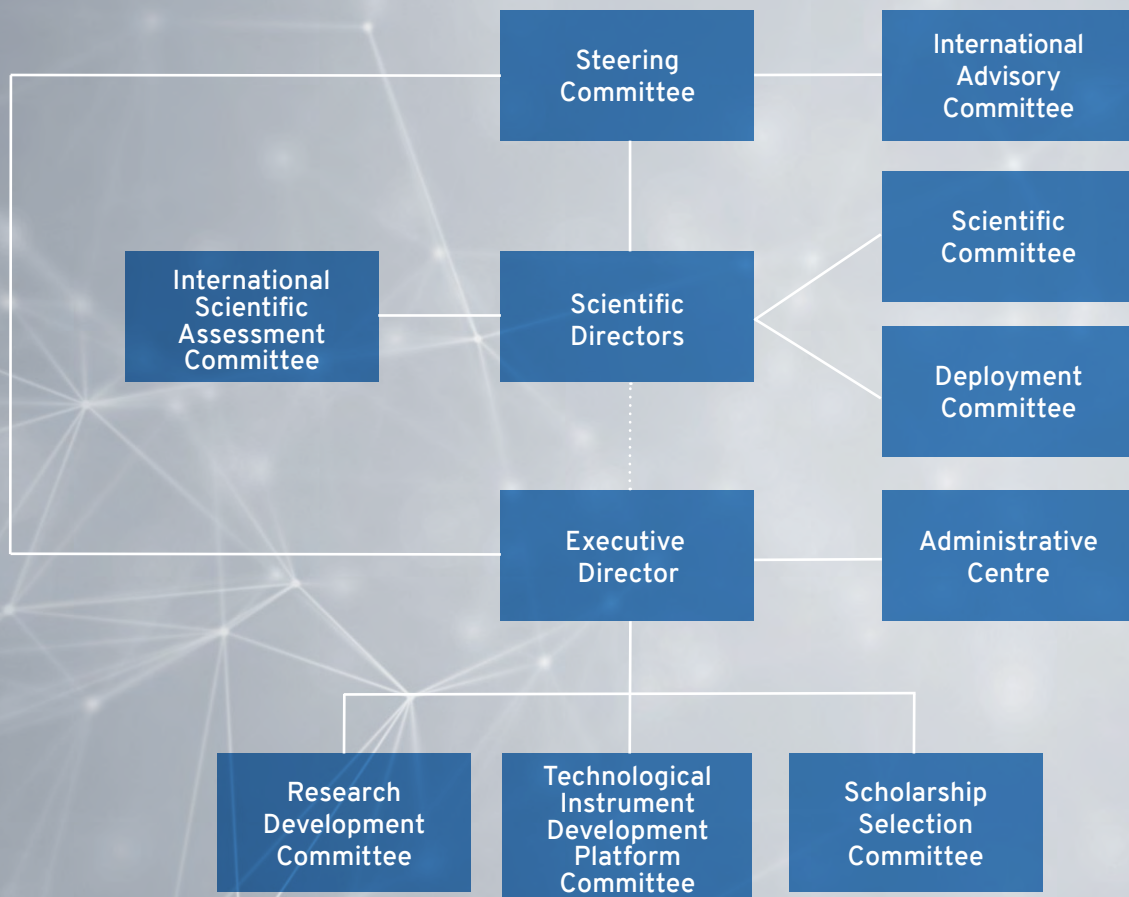 Steering
Committee
International
Advisory
Committee
Scientific
Committee
International
Scientific
Assessment
Committee
Scientific
Directors
Deployment
Committee
Executive
Director
Administrative
Centre
Research
Development
Committee
Technological
Instrument
Development
Platform
Committee
Scholarship
Selection
Committee